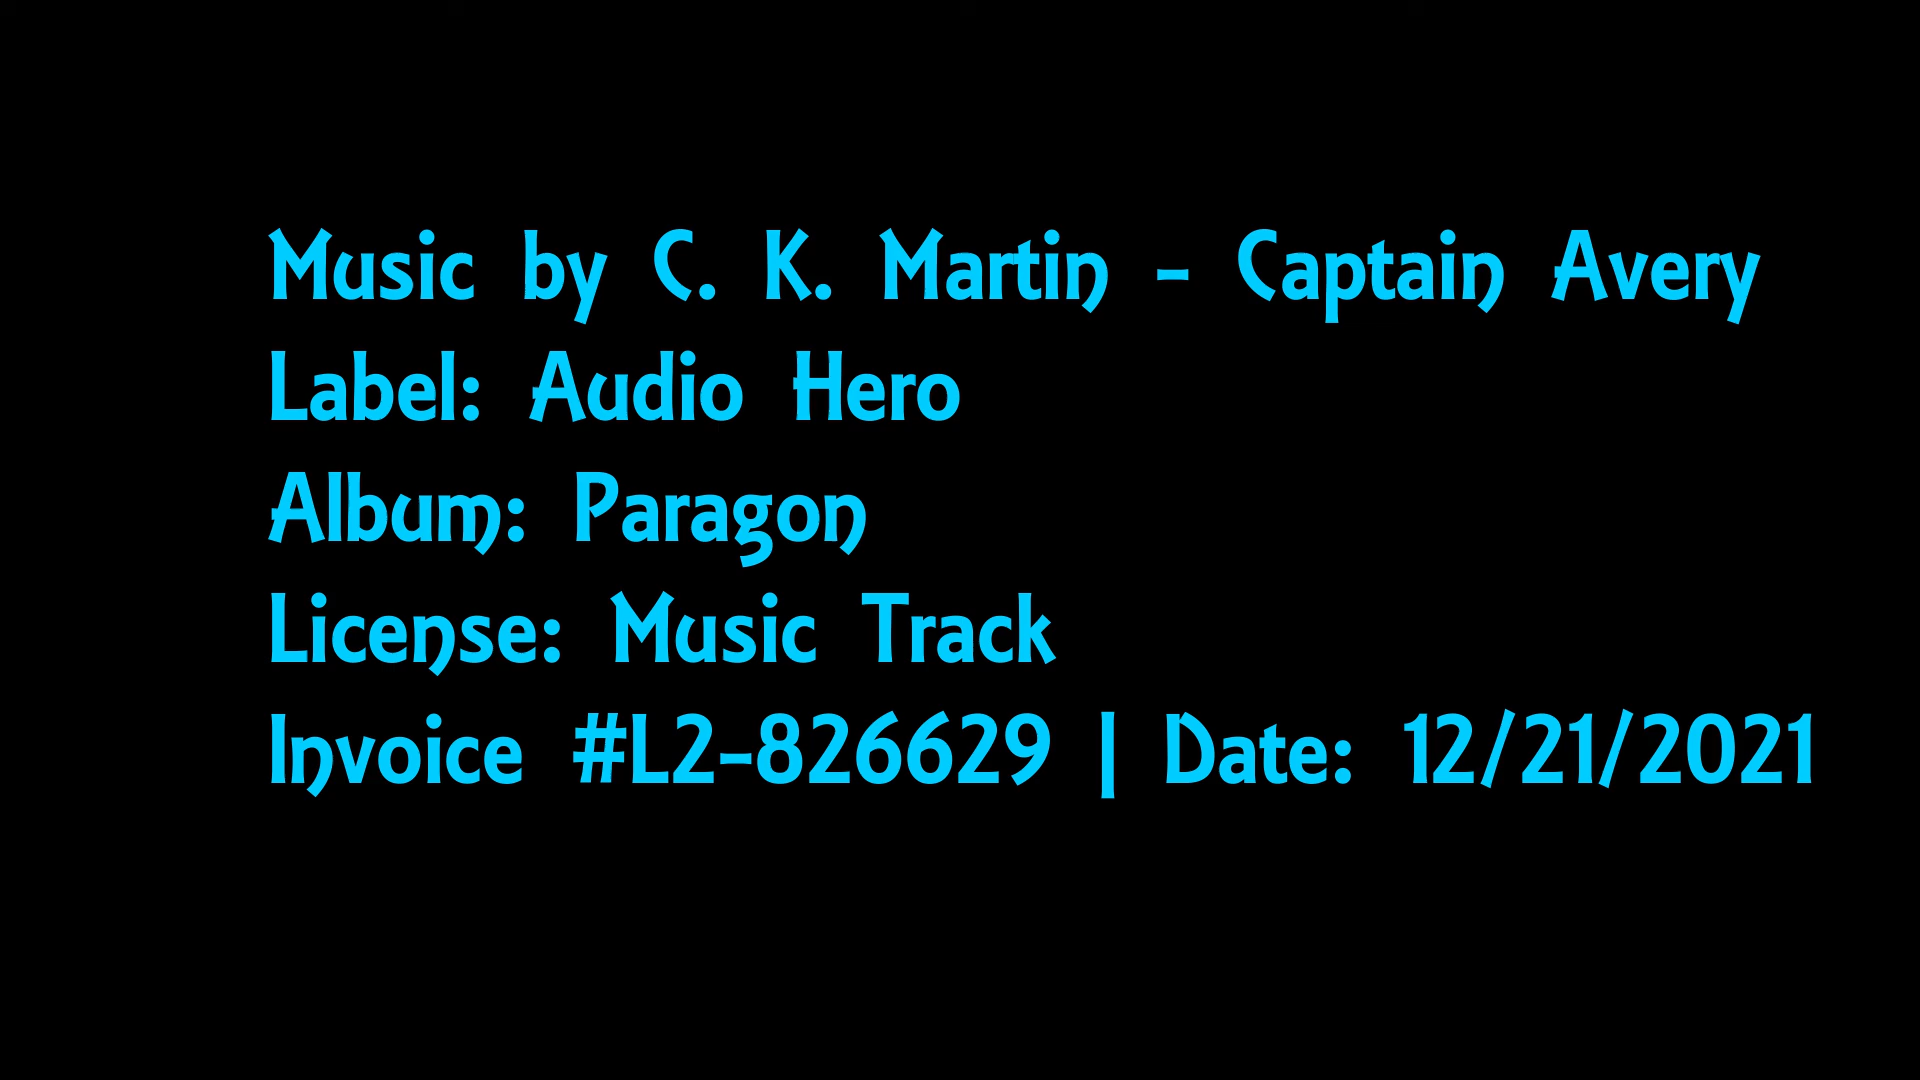 Music by C. K. Martin - Captain Avery
Label: Audio Hero
Album: Paragon
License: Music Track
Invoice #L2-826629 | Date: 12/21/2021